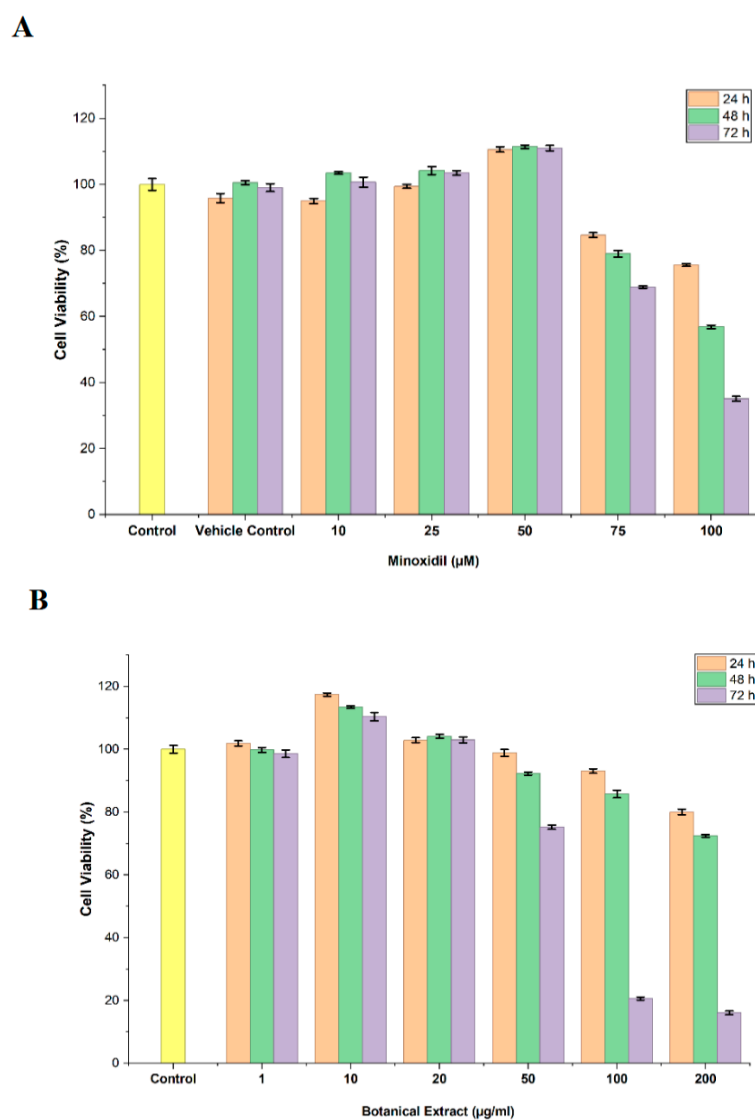 A
24 h
48 h
72 h
120
100
80
60
40
20
0
Cell Viability (%)
Control Vehicle Control 10 25 50 75 100
Minoxidil (µM)
B
24 h
48 h
72 h
120
100
80
60
40
20
0
Cell Viability (%)
Control 1 10 20 50 100 200
Botanical Extract (µg/ml)